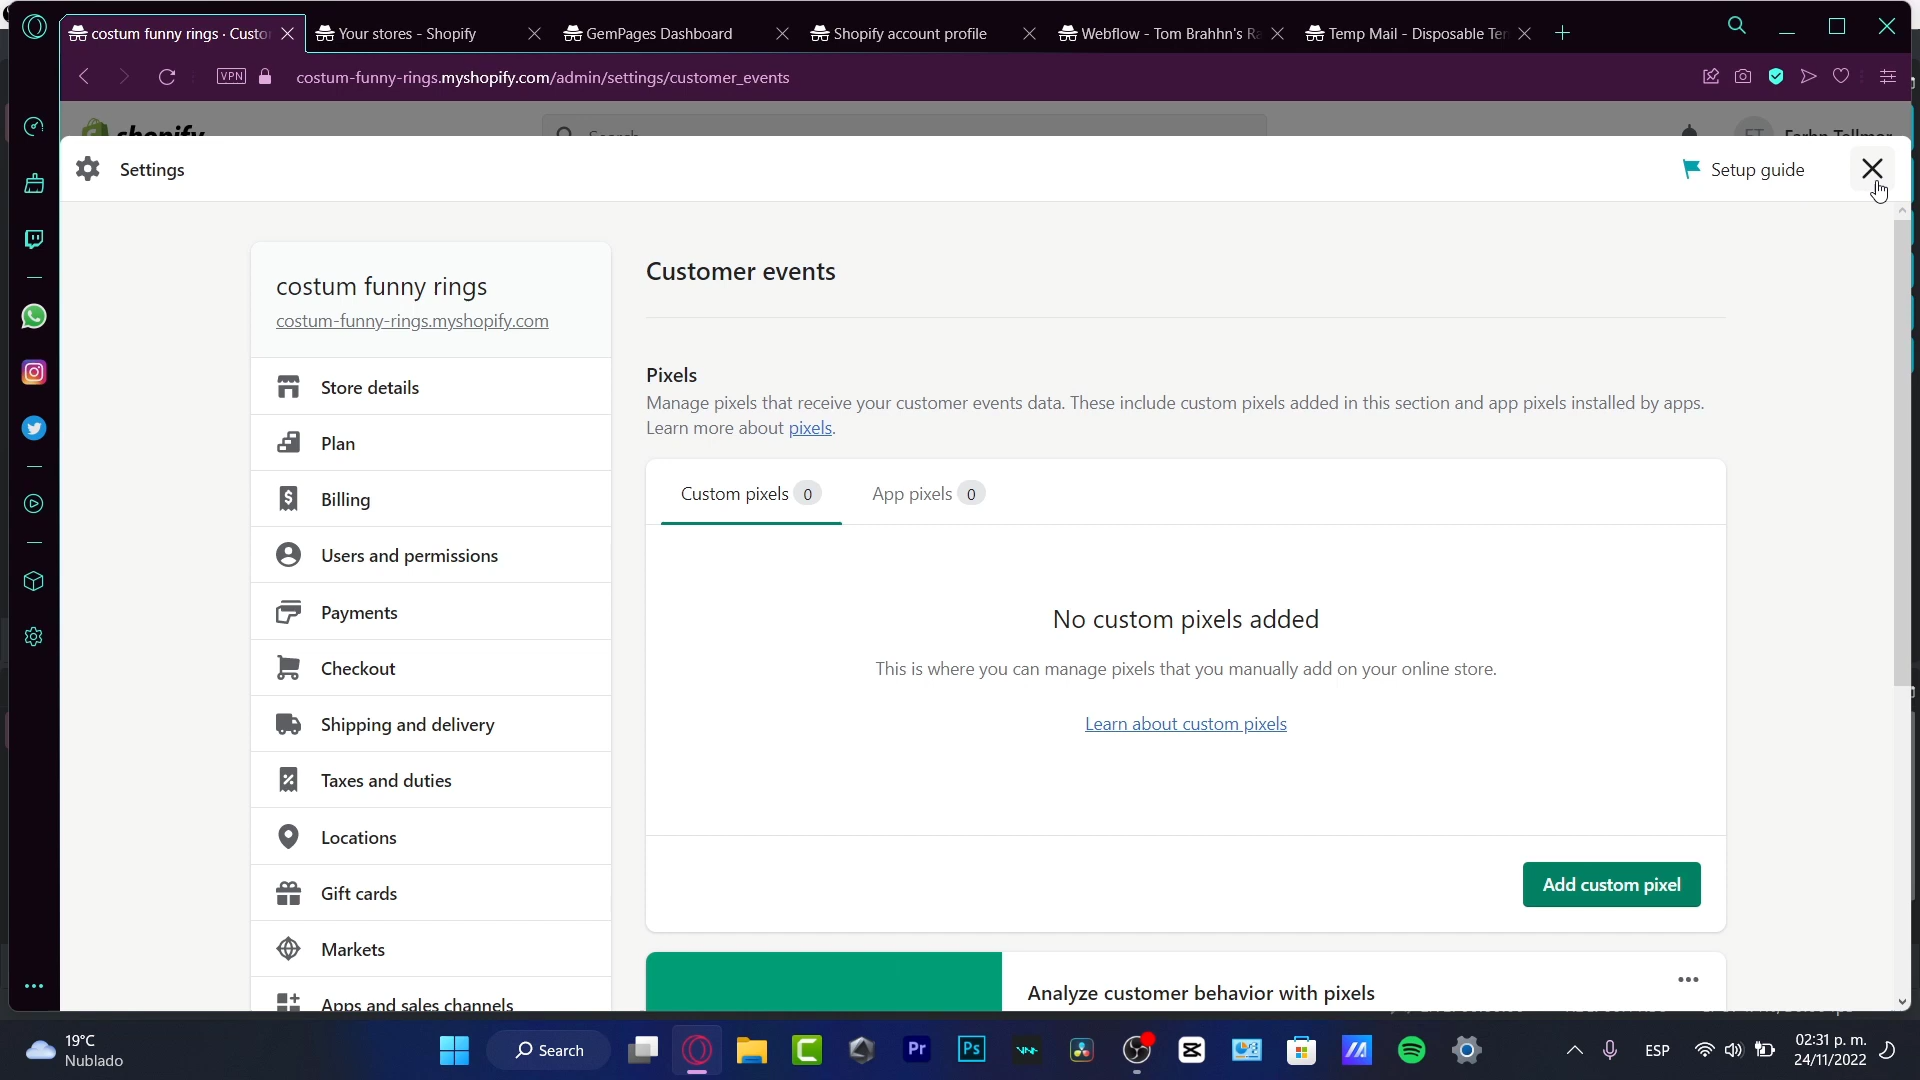 costum funny rings · Custo
Your stores - Shopify
GemPages Dashboard
Shopify account profile
Webflow - Tom Brahhn's Ra
Temp Mail - Disposable Ten
VPN
costum-funny-rings.myshopify.com/admin/settings/customer_events
shopify
Search
Settings
Setup guide
costum funny rings
costum-funny-rings.myshopify.com
Store details
Plan
Billing
Users and permissions
Payments
Checkout
Shipping and delivery
Taxes and duties
Locations
Gift cards
Markets
Apps and sales channels
Customer events
Pixels
Manage pixels that receive your customer events data. These include custom pixels added in this section and app pixels installed by apps.
Learn more about pixels.
Custom pixels 0
App pixels 0
No custom pixels added
This is where you can manage pixels that you manually add on your online store.
Learn about custom pixels
Add custom pixel
Analyze customer behavior with pixels
19°C
Nublado
Search
Pr
Ps
ESP
02:31 p. m.
24/11/2022